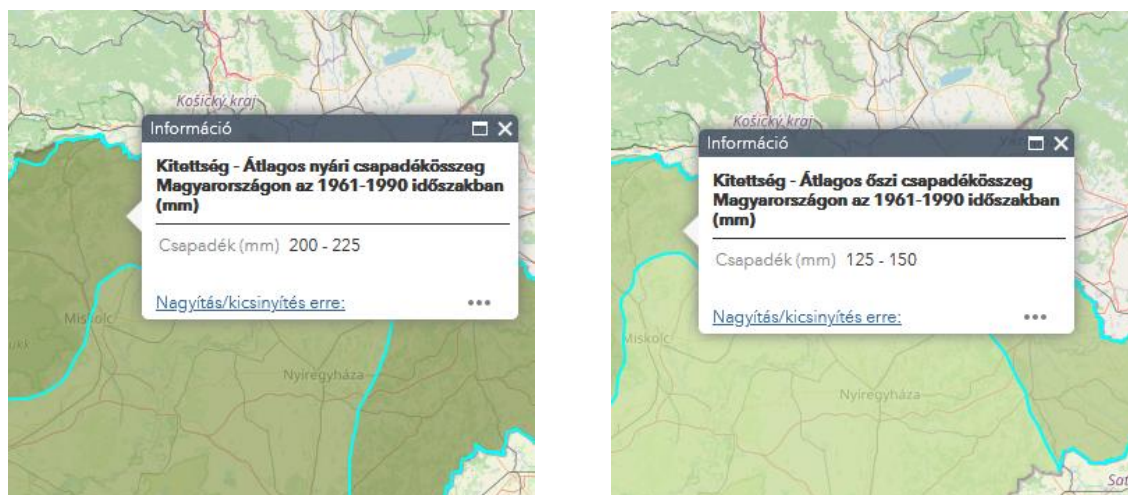 Košický kraj
Információ
Kitettség - Átlagos nyári csapadékösszeg
Magyarországon az 1961-1990 időszakban
(mm)
Csapadék (mm) 200 - 225
Nagyítás/kicsinyítés erre:
Miskolc
Nyíregyháza
Košický kraj
Információ
Kitettség - Átlagos őszi csapadékösszeg
Magyarországon az 1961-1990 időszakban
(mm)
Csapadék (mm) 125 - 150
Nagyítás/kicsinyítés erre:
Miskolc
Nyíregyháza
Sat